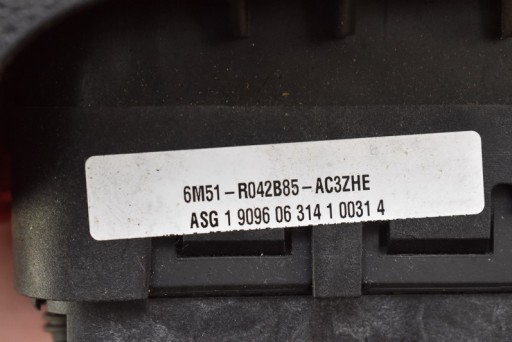 6M51-R042B85-AC3ZHE
ASG 1 9096 06 314 1 0031 4